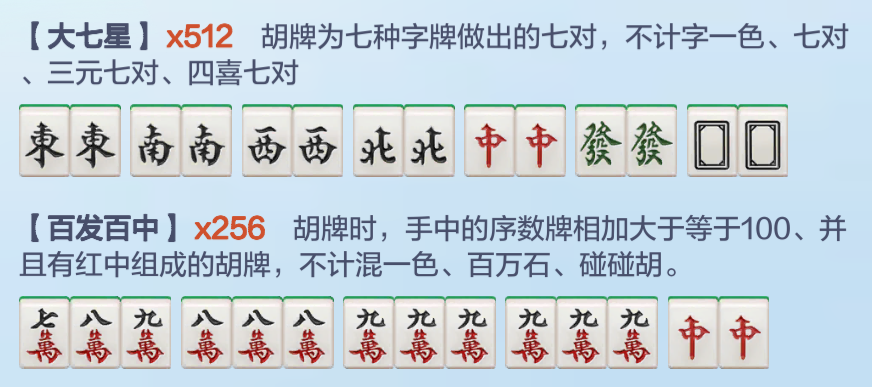 【大七星】x512 胡牌为七种字牌做出的七对，不计字一色、七对
、三元七对、四喜七对
東 東 南 南 西 西 北 北 中 中 發 發
【百发百中】x256 胡牌时，手中的序数牌相加大于等于100、并
且有红中组成的胡牌，不计混一色、百万石、碰碰胡。
七萬 八萬 九萬 八萬 八萬 八萬 九萬 九萬 九萬 九萬 九萬 九萬 中 中